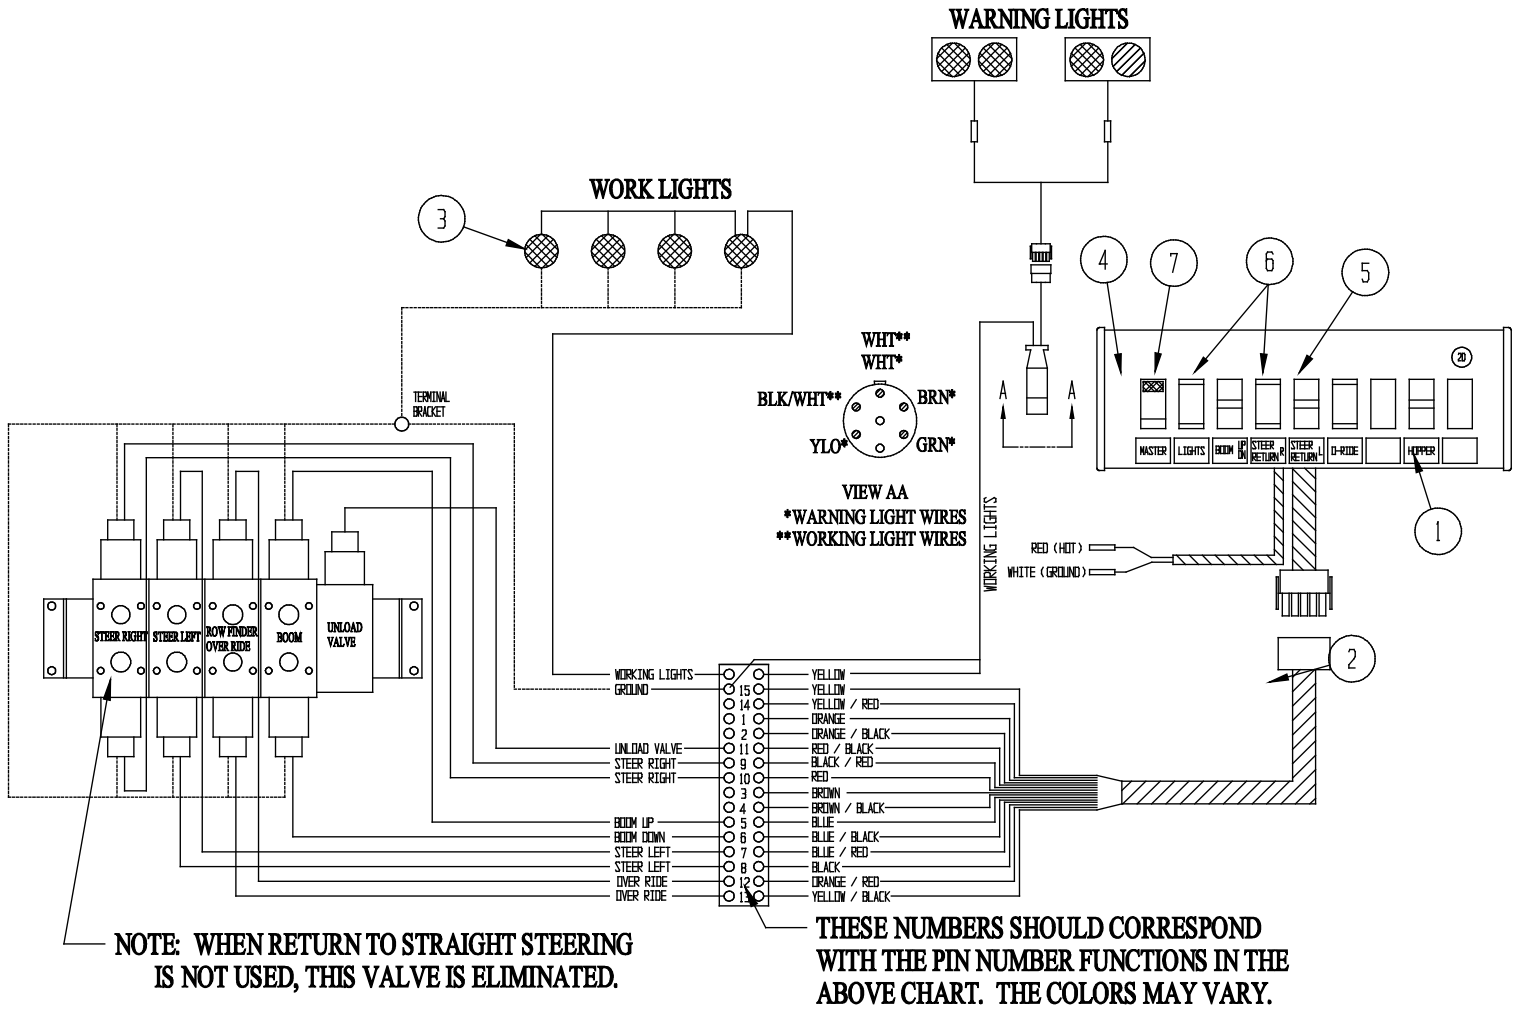 WARNING LIGHTS
WORK LIGHTS
3
4
7
6
5
WHT**
WHT*
BLK/WHT**
BRN*
YLO*
GRN*
VIEW AA
*WARNING LIGHT WIRES
**WORKING LIGHT WIRES
A
A
20
MASTER
LIGHTS
BOOM UP DN
STEER RETURN R
STEER RETURN L
O-RIDE
HOPPER
1
TERMINAL
BRACKET
WORKING LIGHTS
RED (HOT)
WHITE (GROUND)
2
STEER RIGHT
STEER LEFT
ROW FINDER
OVER RIDE
BOOM
UNLOAD
VALVE
WORKING LIGHTS YELLOW
GROUND 15 YELLOW
14 YELLOW / RED
1 ORANGE
2 ORANGE / BLACK
UNLOAD VALVE 11 RED / BLACK
STEER RIGHT 9 BLACK / RED
STEER RIGHT 10 RED
3 BROWN
4 BROWN / BLACK
BOOM UP 5 BLUE
BOOM DOWN 6 BLUE / BLACK
STEER LEFT 7 BLUE / RED
STEER LEFT 8 BLACK
OVER RIDE 12 ORANGE / RED
OVER RIDE 13 YELLOW / BLACK
NOTE: WHEN RETURN TO STRAIGHT STEERING
IS NOT USED, THIS VALVE IS ELIMINATED.
THESE NUMBERS SHOULD CORRESPOND
WITH THE PIN NUMBER FUNCTIONS IN THE
ABOVE CHART. THE COLORS MAY VARY.